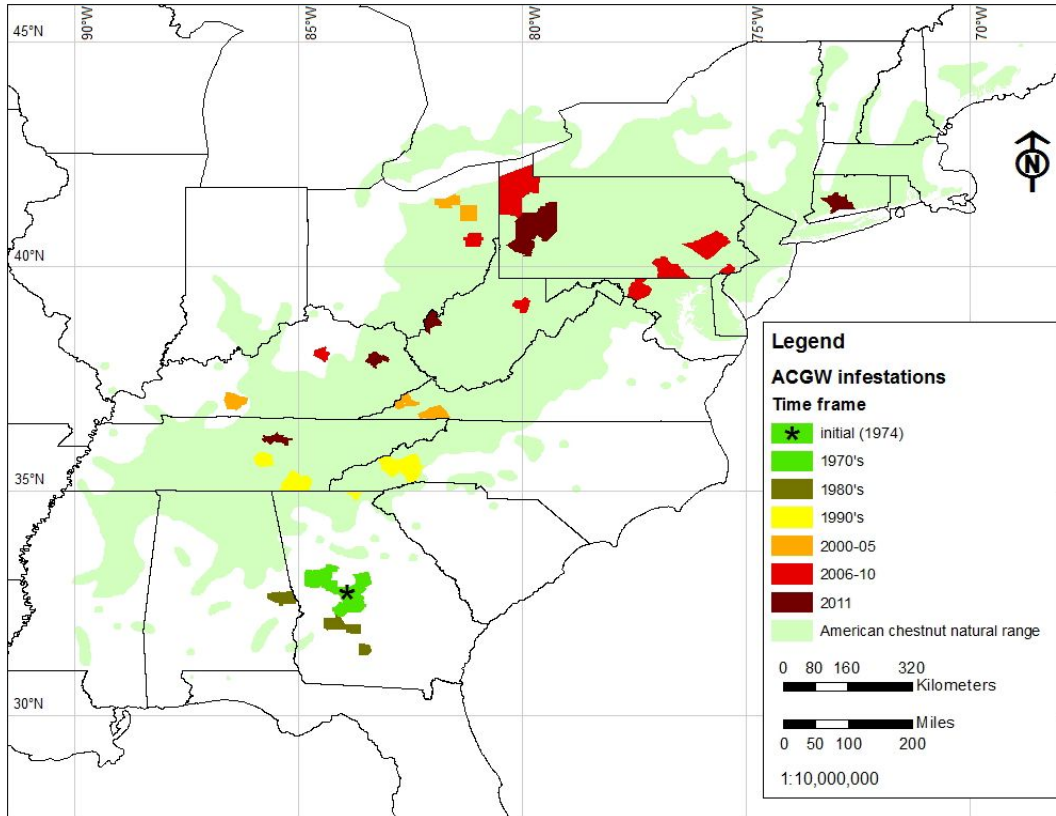 90°W
85°W
80°W
75°W
70°W
45°N
40°N
35°N
30°N
N
Legend
ACGW infestations
Time frame
* initial (1974)
1970's
1980's
1990's
2000-05
2006-10
2011
American chestnut natural range
0 80 160 320
Kilometers
Miles
0 50 100 200
1:10,000,000